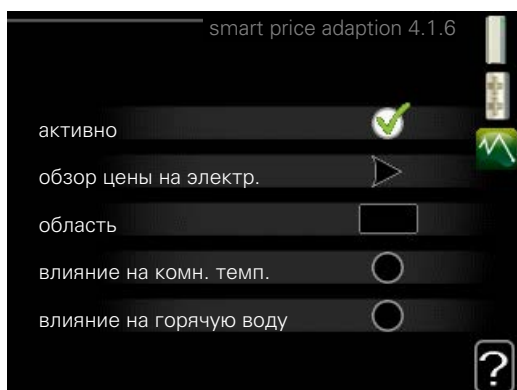 smart price adaption 4.1.6
активно
обзор цены на электр.
область
влияние на комн. темп.
влияние на горячую воду
?